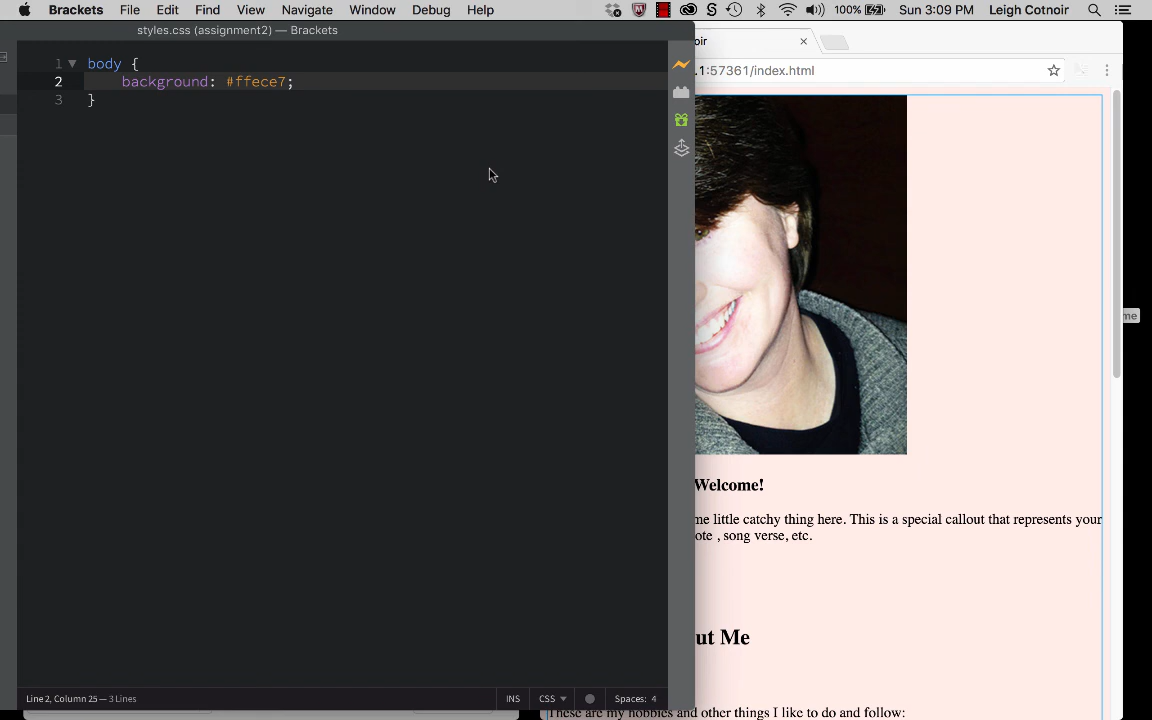 Brackets File Edit Find View Navigate Window Debug Help 100% Sun 3:09 PM Leigh Cotnoir
styles.css (assignment2) — Brackets
oir
.1:57361/index.html
1 body {
2 background: #ffece7;
3 }
me
Welcome!
me little catchy thing here. This is a special callout that represents your
ote , song verse, etc.
ut Me
These are my hobbies and other things I like to do and follow:
Line 2, Column 25 — 3 Lines INS CSS Spaces: 4